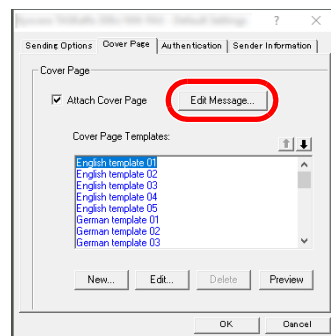 ? ×
Sending Options Cover Page Authentication Sender Information
Cover Page
Attach Cover Page Edit Message...
Cover Page Templates:
English template 01
English template 02
English template 03
English template 04
English template 05
German template 01
German template 02
German template 03
New... Edit... Delete Preview
OK Cancel